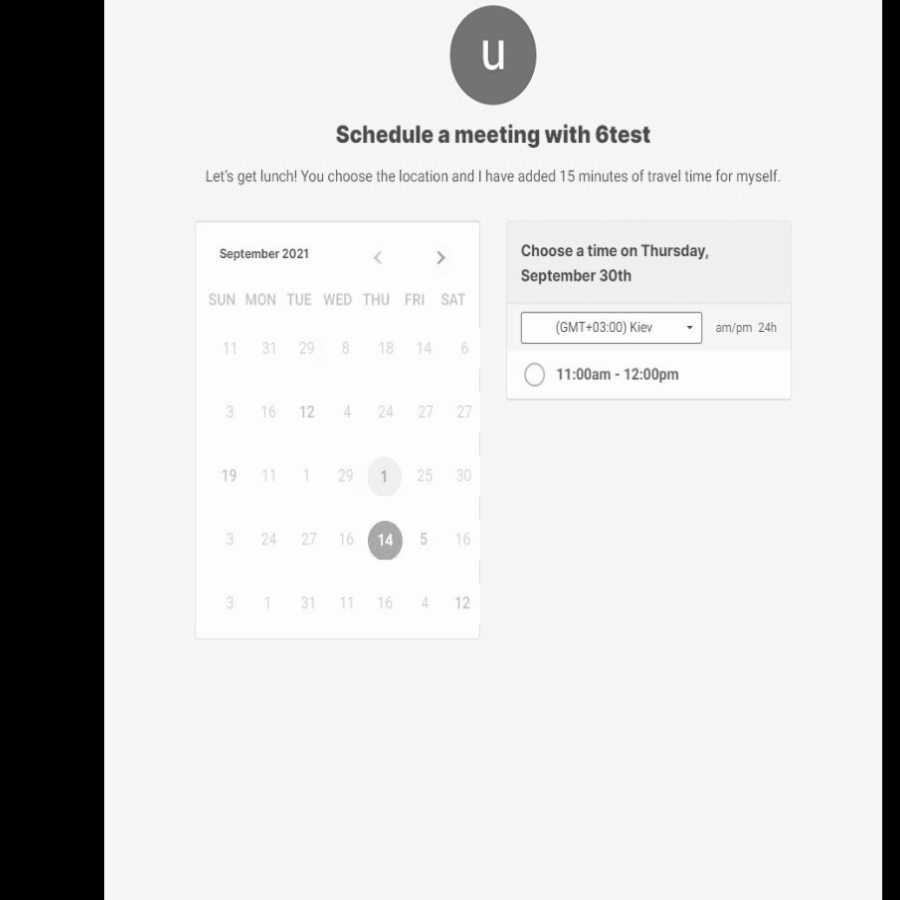 u
Schedule a meeting with 6test
Let's get lunch! You choose the location and I have added 15 minutes of travel time for myself.
September 2021
SUN MON TUE WED THU FRI SAT
11 31 29 8 18 14 6
3 16 12 4 24 27 27
19 11 1 29 1 25 30
3 24 27 16 14 5 16
3 1 31 11 16 4 12
Choose a time on Thursday,
September 30th
(GMT+03:00) Kiev am/pm 24h
11:00am - 12:00pm